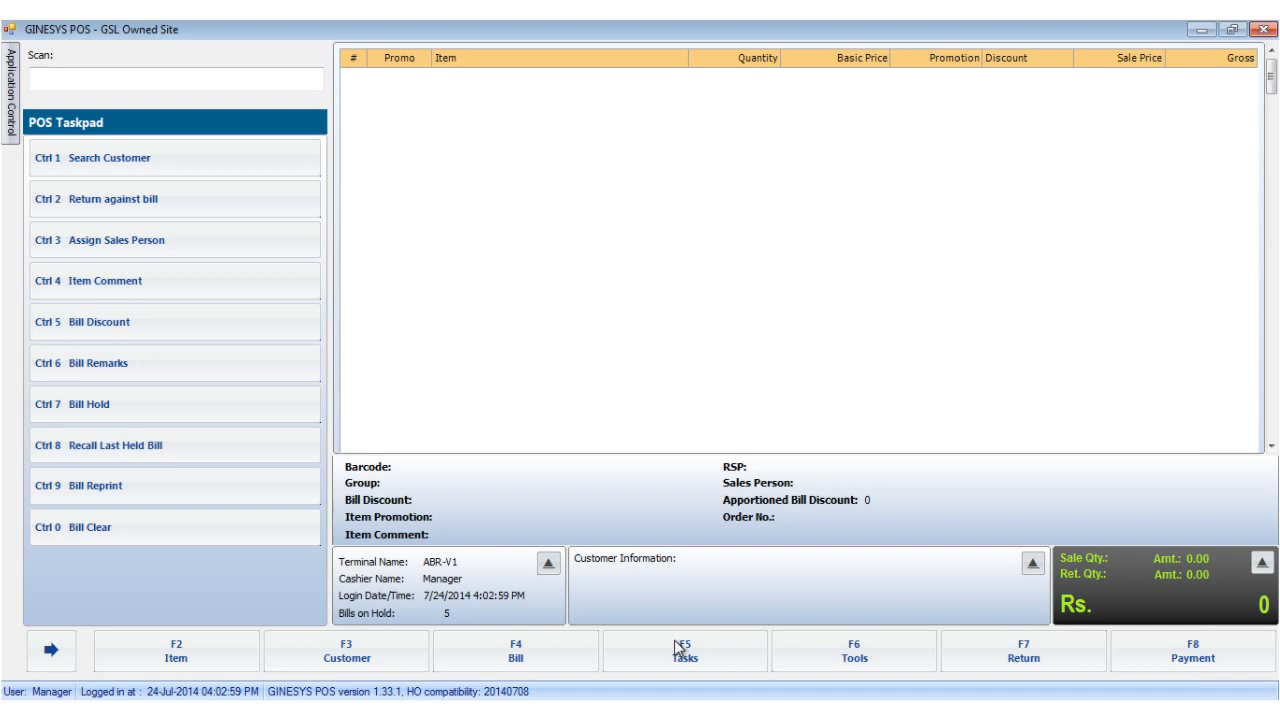 GINESYS POS - GSL Owned Site
Application Control
Scan:
# Promo Item Quantity Basic Price Promotion Discount Sale Price Gross
POS Taskpad
Ctrl 1 Search Customer
Ctrl 2 Return against bill
Ctrl 3 Assign Sales Person
Ctrl 4 Item Comment
Ctrl 5 Bill Discount
Ctrl 6 Bill Remarks
Ctrl 7 Bill Hold
Ctrl 8 Recall Last Held Bill
Ctrl 9 Bill Reprint
Ctrl 0 Bill Clear
Barcode: RSP:
Group: Sales Person:
Bill Discount: Apportioned Bill Discount: 0
Item Promotion: Order No.:
Item Comment:
Terminal Name: ABR-V1
Cashier Name: Manager
Login Date/Time: 7/24/2014 4:02:59 PM
Bills on Hold: 5
Customer Information:
Sale Qty.: Amt.: 0.00
Ret. Qty.: Amt.: 0.00
Rs. 0
F2 F3 F4 F5 F6 F7 F8
Item Customer Bill Tasks Tools Return Payment
User: Manager Logged in at : 24-Jul-2014 04:02:59 PM GINESYS POS version 1.33.1, HO compatibility: 20140708